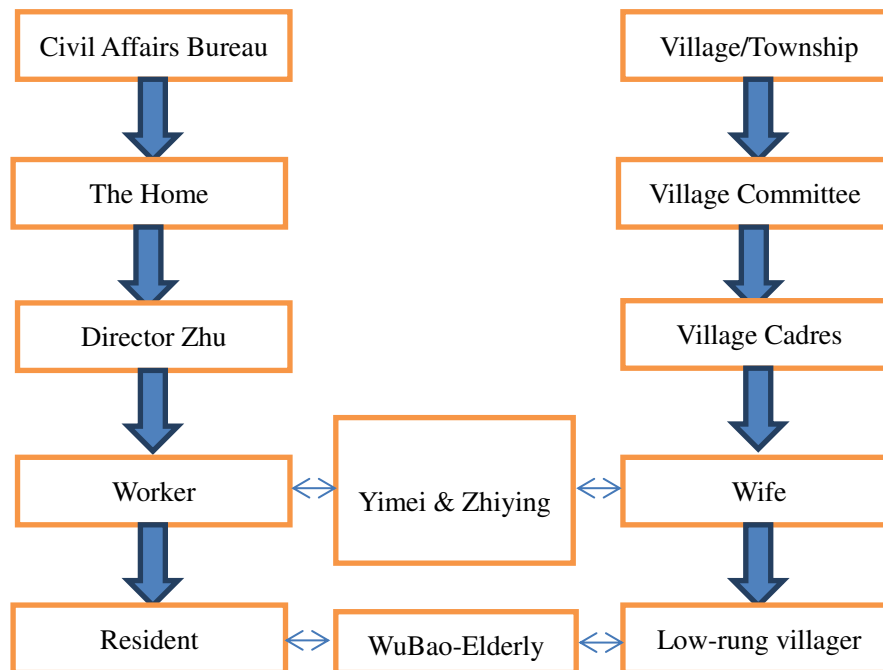 Civil Affairs Bureau
Village/Township
The Home
Village Committee
Director Zhu
Village Cadres
Worker
Yimei & Zhiying
Wife
Resident
WuBao-Elderly
Low-rung villager